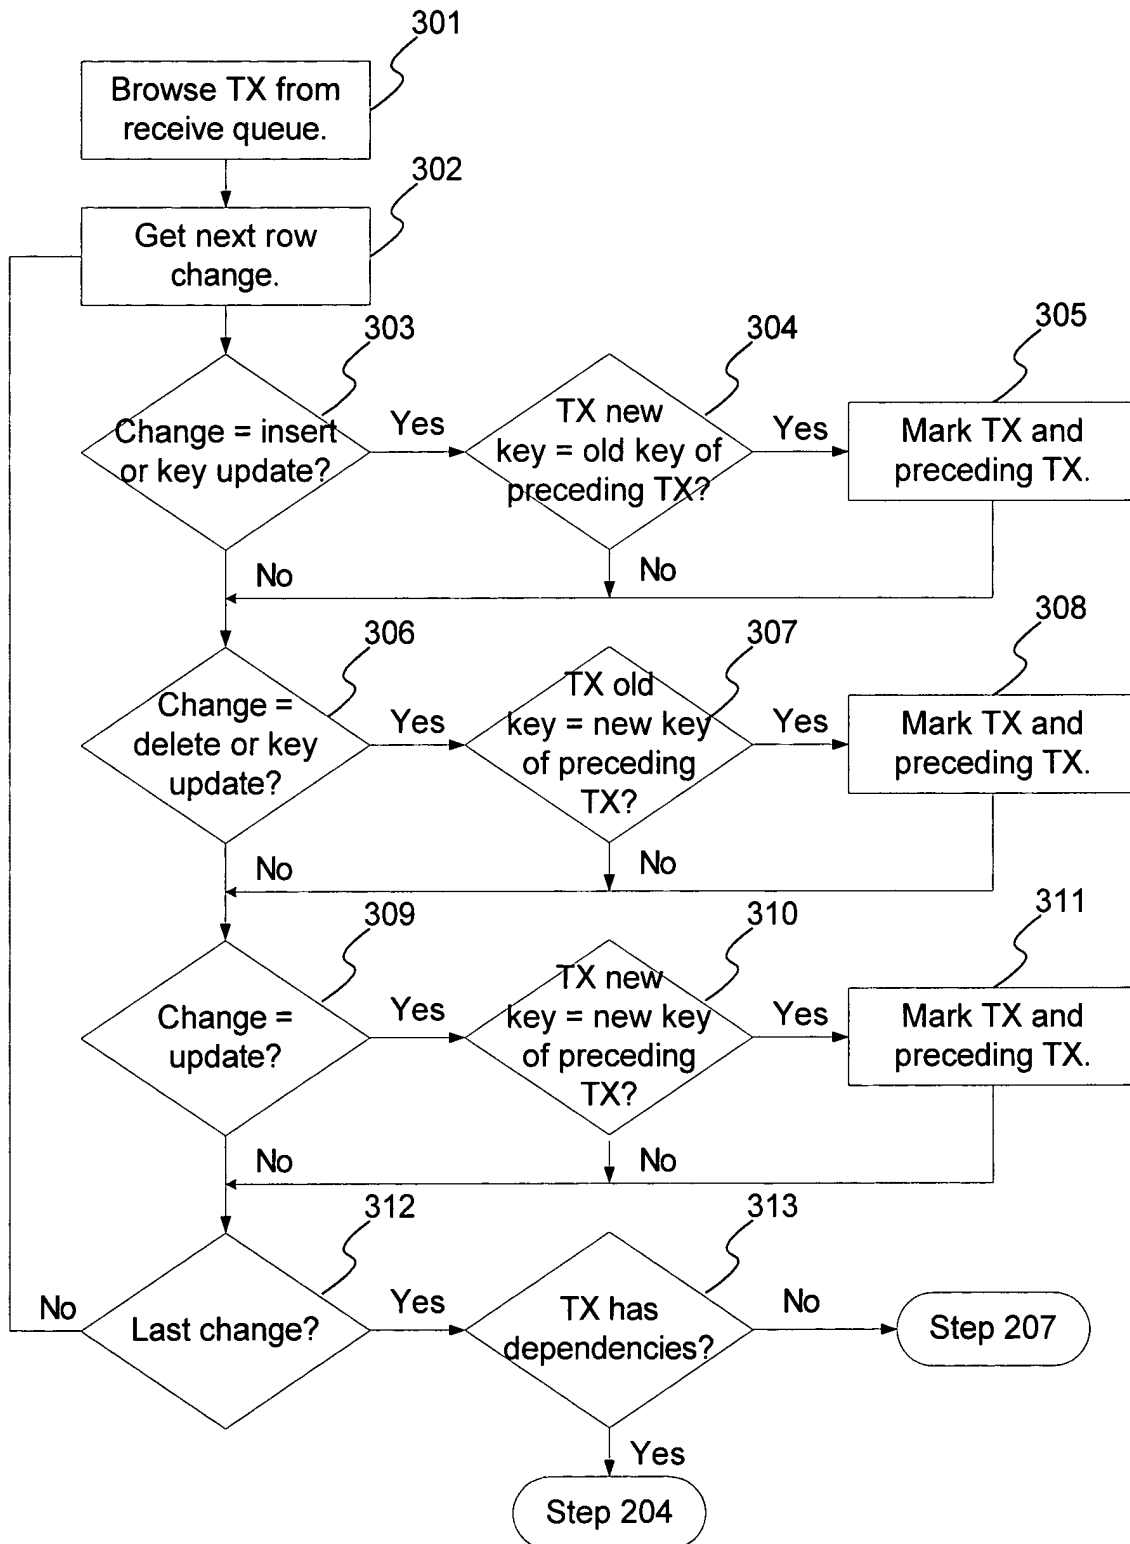 301
Browse TX from
receive queue.
302
Get next row
change.
303
Change = insert
or key update?
Yes
No
304
TX new
key = old key of
preceding TX?
Yes
No
305
Mark TX and
preceding TX.
306
Change =
delete or key
update?
Yes
No
307
TX old
key = new key
of preceding
TX?
Yes
No
308
Mark TX and
preceding TX.
309
Change =
update?
Yes
No
310
TX new
key = new key
of preceding
TX?
Yes
No
311
Mark TX and
preceding TX.
312
Last change?
No
Yes
313
TX has
dependencies?
No
Step 207
Yes
Step 204